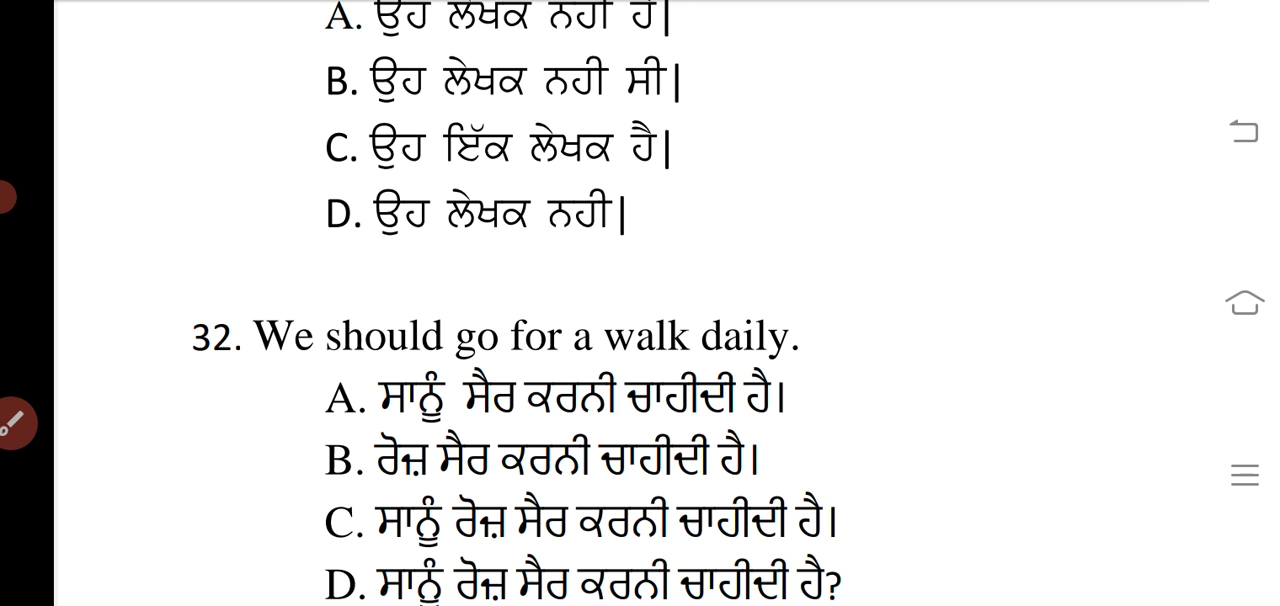 A. ਉਹ ਲੇਖਕ ਨਹੀ ਹੈ|
B. ਉਹ ਲੇਖਕ ਨਹੀ ਸੀ|
C. ਉਹ ਇੱਕ ਲੇਖਕ ਹੈ|
D. ਉਹ ਲੇਖਕ ਨਹੀ|
32. We should go for a walk daily.
A. ਸਾਨੂੰ ਸੈਰ ਕਰਨੀ ਚਾਹੀਦੀ ਹੈ।
B. ਰੋਜ਼ ਸੈਰ ਕਰਨੀ ਚਾਹੀਦੀ ਹੈ।
C. ਸਾਨੂੰ ਰੋਜ਼ ਸੈਰ ਕਰਨੀ ਚਾਹੀਦੀ ਹੈ।
D. ਸਾਨੂੰ ਰੋਜ਼ ਸੈਰ ਕਰਨੀ ਚਾਹੀਦੀ ਹੈ?